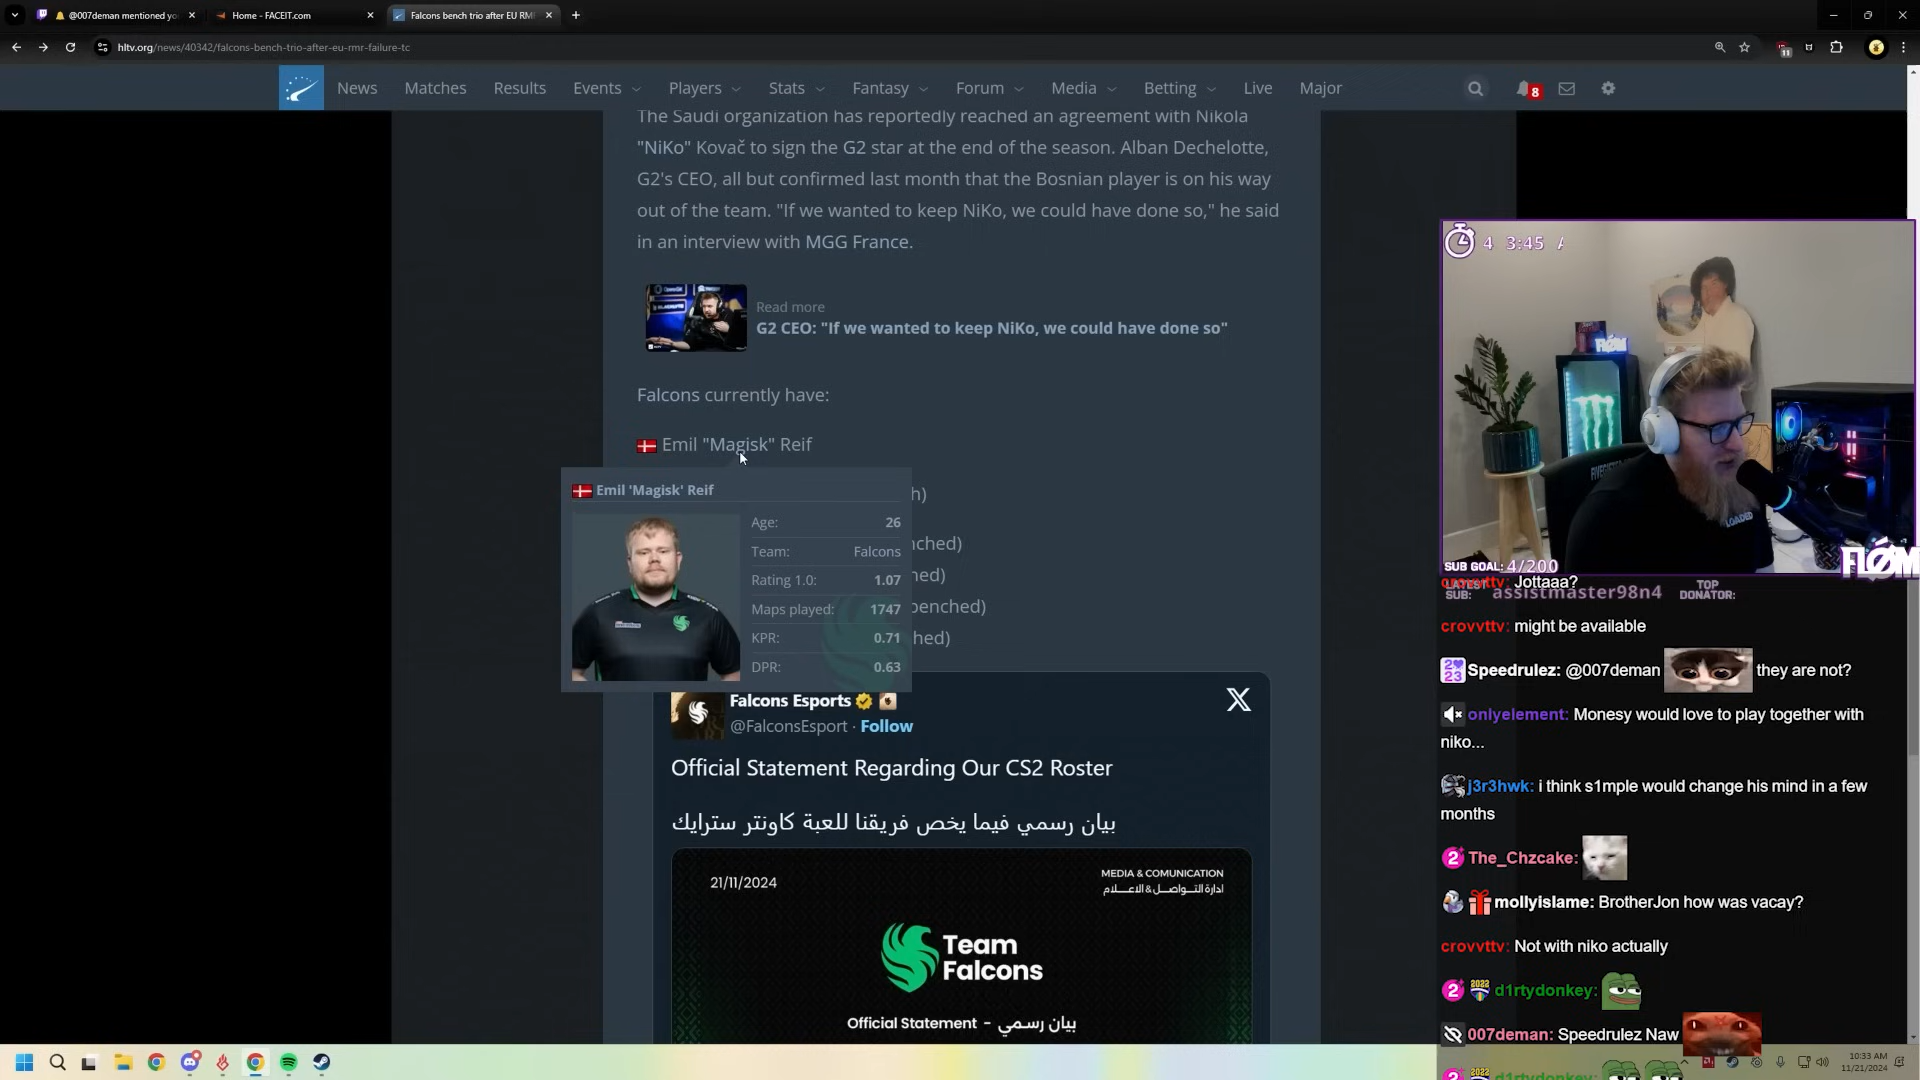 @007deman mentioned yo
Home - FACEIT.com
Falcons bench trio after EU RM
hltv.org/news/40342/falcons-bench-trio-after-eu-rmr-failure-tc
11
News
Matches
Results
Events
Players
Stats
Fantasy
Forum
Media
Betting
Live
Major
8
The Saudi organization has reportedly reached an agreement with Nikola
"NiKo" Kovač to sign the G2 star at the end of the season. Alban Dechelotte,
G2's CEO, all but confirmed last month that the Bosnian player is on his way
out of the team. "If we wanted to keep NiKo, we could have done so," he said
in an interview with MGG France.
Read more
G2 CEO: "If we wanted to keep NiKo, we could have done so"
Falcons currently have:
Emil "Magisk" Reif
h)
nched)
ned)
benched)
hed)
Emil 'Magisk' Reif
Age: 26
Team: Falcons
Rating 1.0: 1.07
Maps played: 1747
KPR: 0.71
DPR: 0.63
Falcons Esports
@FalconsEsport · Follow
Official Statement Regarding Our CS2 Roster
بيان رسمي فيما يخص فريقنا للعبة كاونتر سترايك
21/11/2024
MEDIA & COMUNICATION
ادارة التـــواصـــل & الاعـــلام
Team
Falcons
Official Statement - بيان رسمي
4 3:45
LOADED
FLØM
SUB GOAL: 4/200
LATEST
SUB: assistmaster98n4
TOP
DONATOR:
crovvttv: Jottaaa?
crovvttv: might be available
Speedrulez: @007deman they are not?
onlyelement: Monesy would love to play together with
niko...
j3r3hwk: i think s1mple would change his mind in a few
months
The_Chzcake:
mollyislame: BrotherJon how was vacay?
crovvttv: Not with niko actually
d1rtydonkey:
007deman: Speedrulez Naw
d1rtydonkey:
10:33 AM
11/21/2024